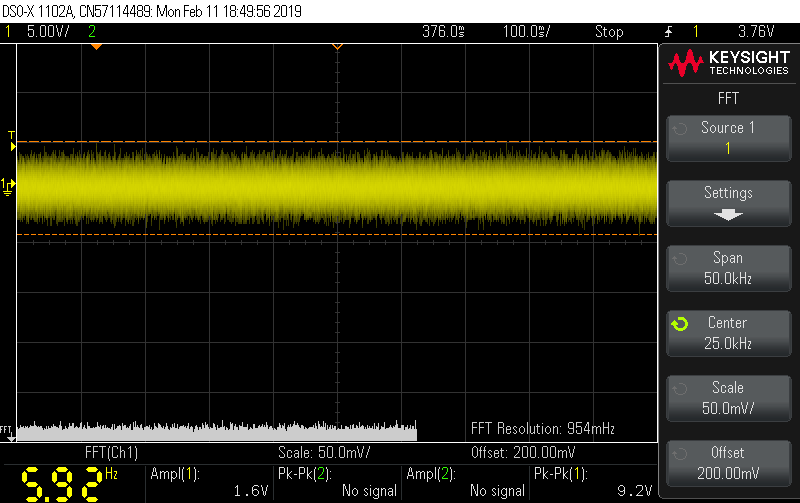 DSO-X 1102A, CN57114489: Mon Feb 11 18:49:56 2019
1 5.00V/ 2 376.0s 100.0s/ Stop 1 3.76V
KEYSIGHT
TECHNOLOGIES
FFT
Source 1
1
Settings
Span
50.0kHz
Center
25.0kHz
Scale
50.0mV/
Offset
200.00mV
T
1
FFT
FFT Resolution: 954mHz
FFT(Ch1) Scale: 50.0mV/ Offset: 200.00mV
5.92Hz Ampl(1): Pk-Pk(2): Ampl(2): Pk-Pk(1):
1.6V No signal No signal 9.2V